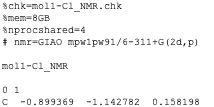 %chk=mol1-Cl_NMR.chk
%mem=8GB
%nprocshared=4
# nmr=GIAO mpw1pw91/6-311+G(2d,p)
mol1-Cl_NMR
0 1
C -0.899369 -1.142782 0.158198